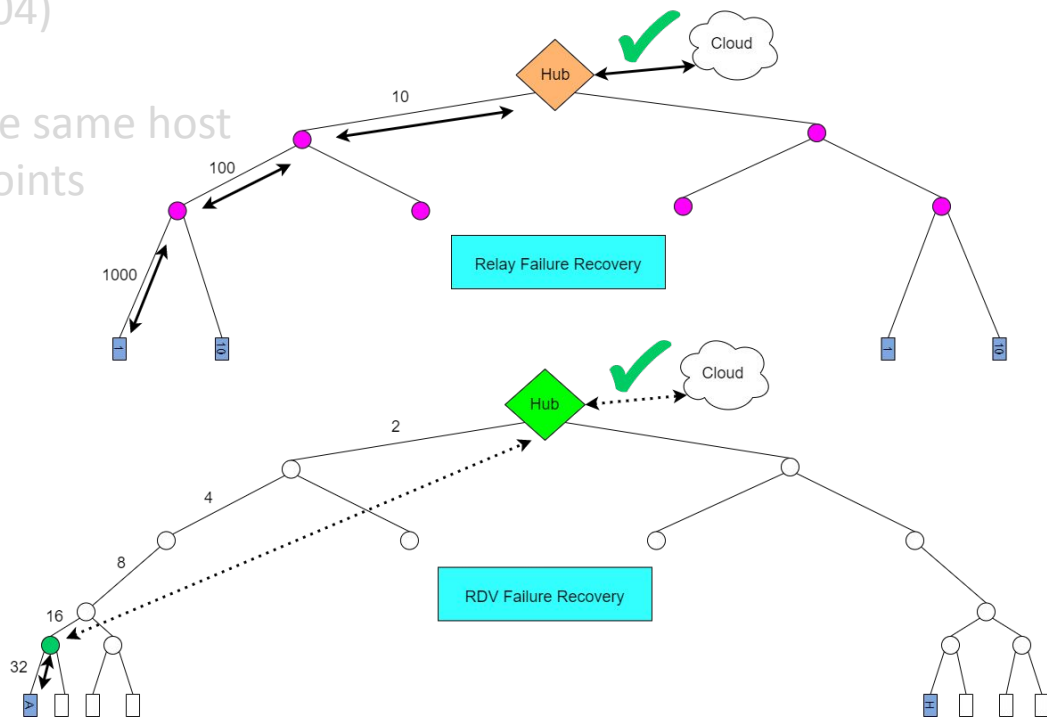 04)
Cloud
Hub
10
e same host
100
oints
Relay Failure Recovery
1000
1
10
1
10
Cloud
Hub
2
4
8
RDV Failure Recovery
16
32
A
H